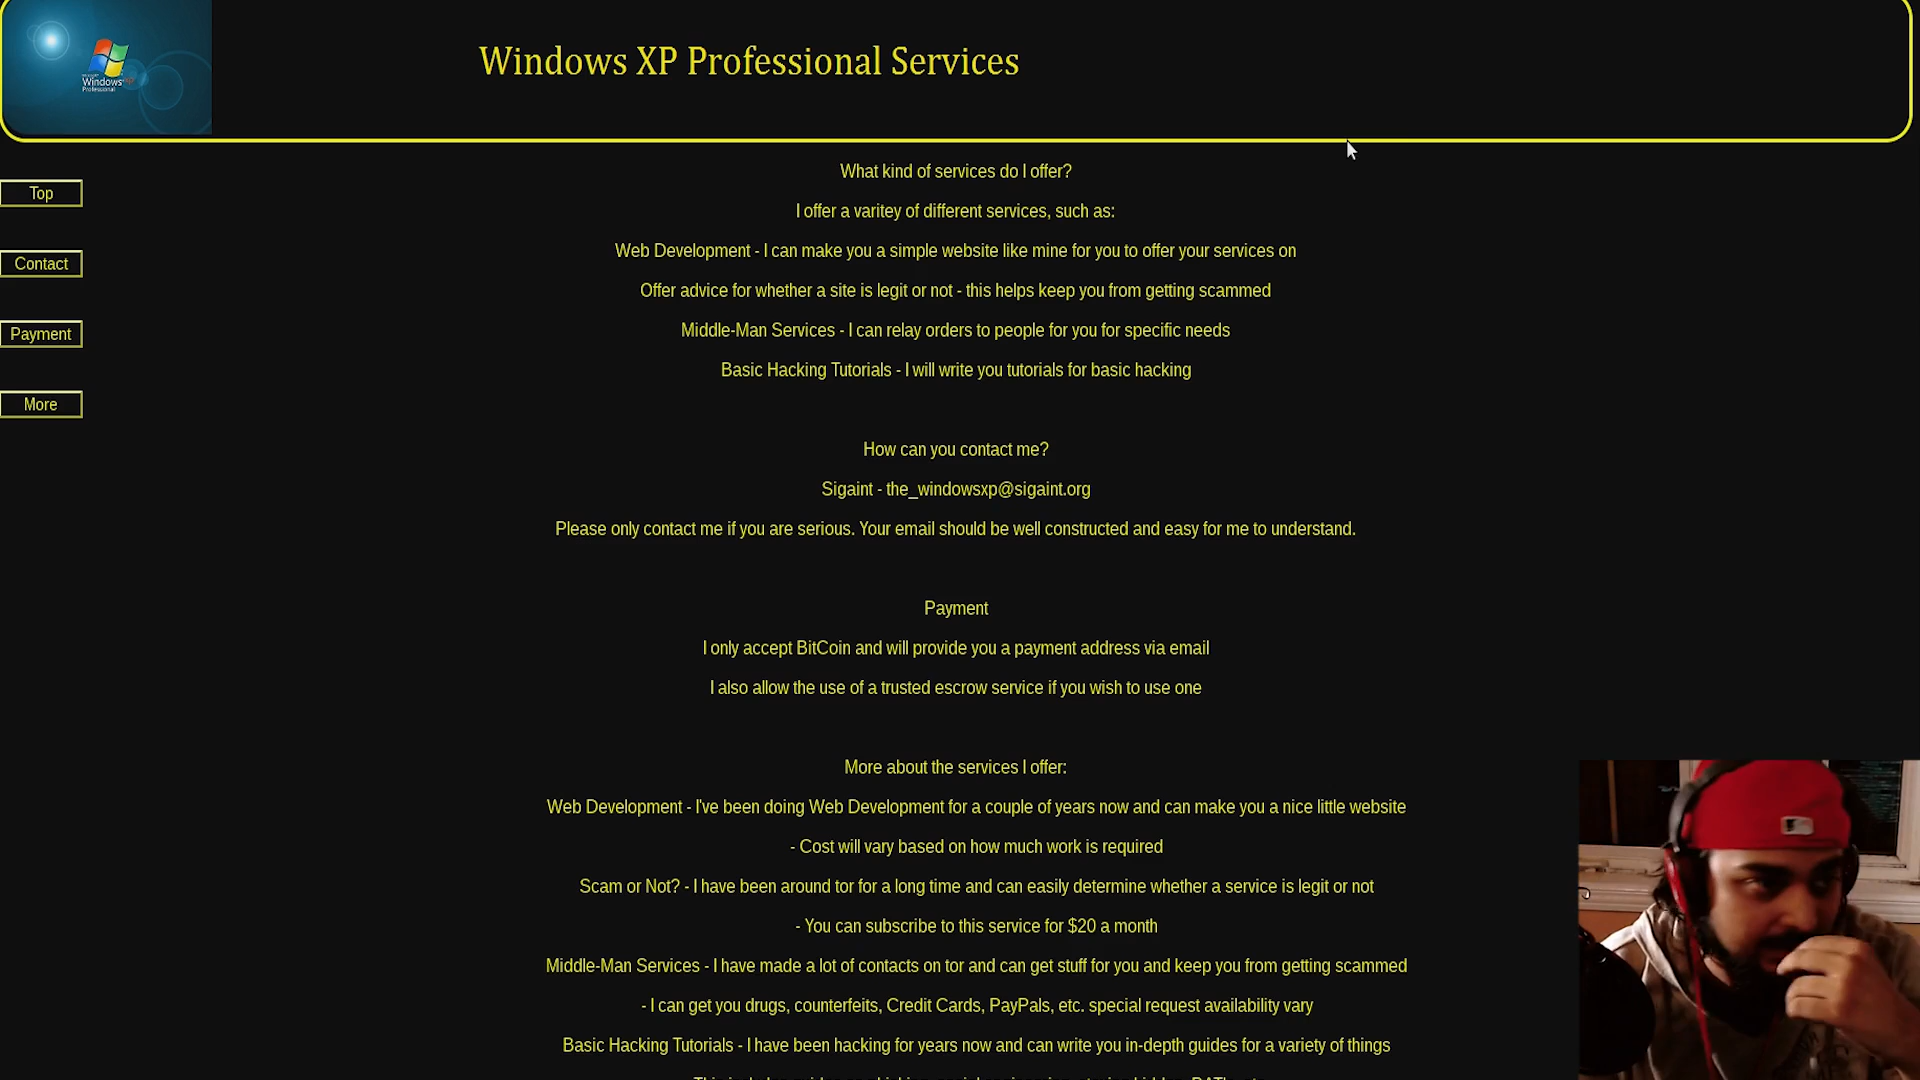 Windows XP Professional Services
Windows
Professional
Top
Contact
Payment
More
What kind of services do I offer?
I offer a varitey of different services, such as:
Web Development - I can make you a simple website like mine for you to offer your services on
Offer advice for whether a site is legit or not - this helps keep you from getting scammed
Middle-Man Services - I can relay orders to people for you for specific needs
Basic Hacking Tutorials - I will write you tutorials for basic hacking
How can you contact me?
Sigaint - the_windowsxp@sigaint.org
Please only contact me if you are serious. Your email should be well constructed and easy for me to understand.
Payment
I only accept BitCoin and will provide you a payment address via email
I also allow the use of a trusted escrow service if you wish to use one
More about the services I offer:
Web Development - I've been doing Web Development for a couple of years now and can make you a nice little website
- Cost will vary based on how much work is required
Scam or Not? - I have been around tor for a long time and can easily determine whether a service is legit or not
- You can subscribe to this service for $20 a month
Middle-Man Services - I have made a lot of contacts on tor and can get stuff for you and keep you from getting scammed
- I can get you drugs, counterfeits, Credit Cards, PayPals, etc. special request availability vary
Basic Hacking Tutorials - I have been hacking for years now and can write you in-depth guides for a variety of things